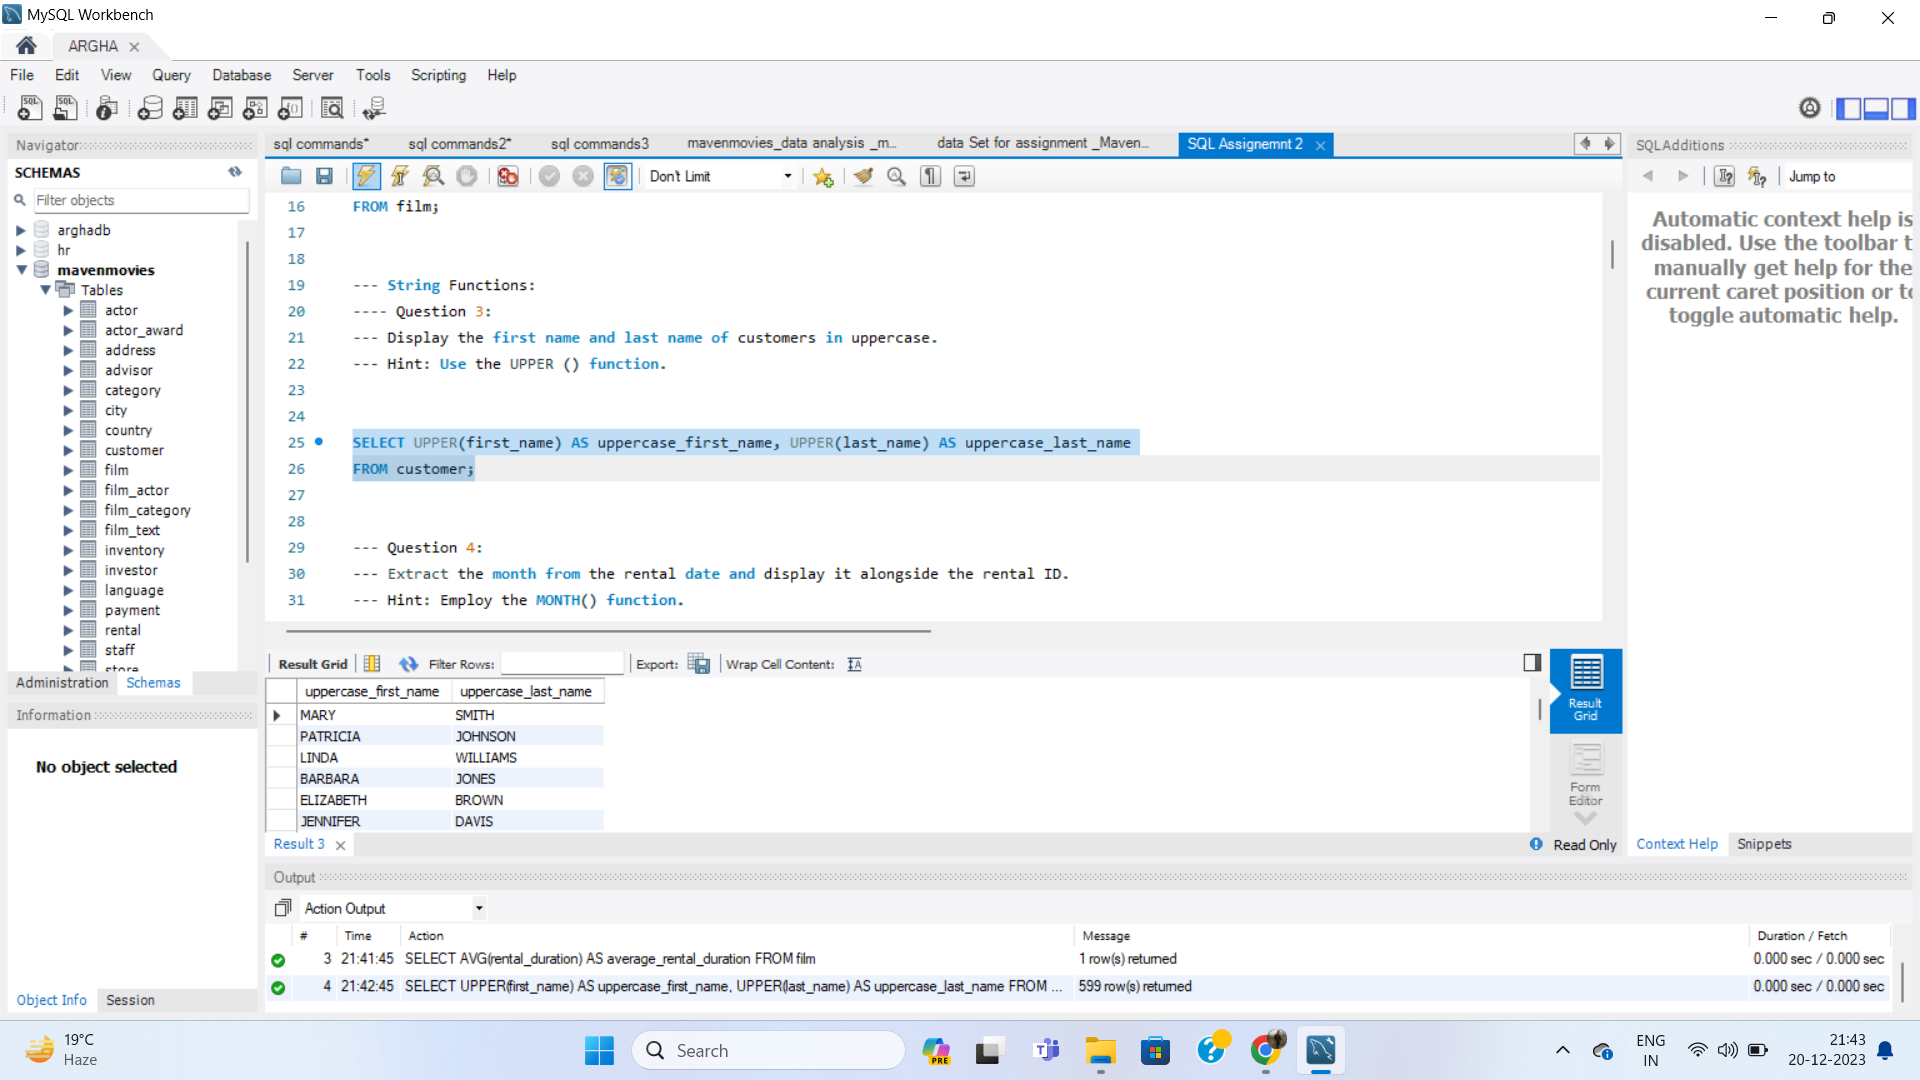 MySQL Workbench
ARGHA
File Edit View Query Database Server Tools Scripting Help
Navigator
SCHEMAS
Filter objects
arghadb
hr
mavenmovies
Tables
actor
actor_award
address
advisor
category
city
country
customer
film
film_actor
film_category
film_text
inventory
investor
language
payment
rental
staff
store
Administration Schemas
Information
No object selected
Object Info Session
sql commands* sql commands2* sql commands3 mavenmovies_data analysis _m... data Set for assignment _Maven... SQL Assignemnt 2
Don't Limit
16 FROM film;
17
18
19 --- String Functions:
20 ---- Question 3:
21 --- Display the first name and last name of customers in uppercase.
22 --- Hint: Use the UPPER () function.
23
24
25 SELECT UPPER(first_name) AS uppercase_first_name, UPPER(last_name) AS uppercase_last_name
26 FROM customer;
27
28
29 --- Question 4:
30 --- Extract the month from the rental date and display it alongside the rental ID.
31 --- Hint: Employ the MONTH() function.
Result Grid Filter Rows: Export: Wrap Cell Content:
uppercase_first_name uppercase_last_name
MARY SMITH
PATRICIA JOHNSON
LINDA WILLIAMS
BARBARA JONES
ELIZABETH BROWN
JENNIFER DAVIS
Result Grid
Form Editor
Result 3
Read Only
SQLAdditions
Jump to
Automatic context help is
disabled. Use the toolbar t
manually get help for the
current caret position or to
toggle automatic help.
Context Help Snippets
Output
Action Output
# Time Action Message Duration / Fetch
3 21:41:45 SELECT AVG(rental_duration) AS average_rental_duration FROM film 1 row(s) returned 0.000 sec / 0.000 sec
4 21:42:45 SELECT UPPER(first_name) AS uppercase_first_name, UPPER(last_name) AS uppercase_last_name FROM ... 599 row(s) returned 0.000 sec / 0.000 sec
19°C
Haze
Search
PRE
ENG
IN
21:43
20-12-2023